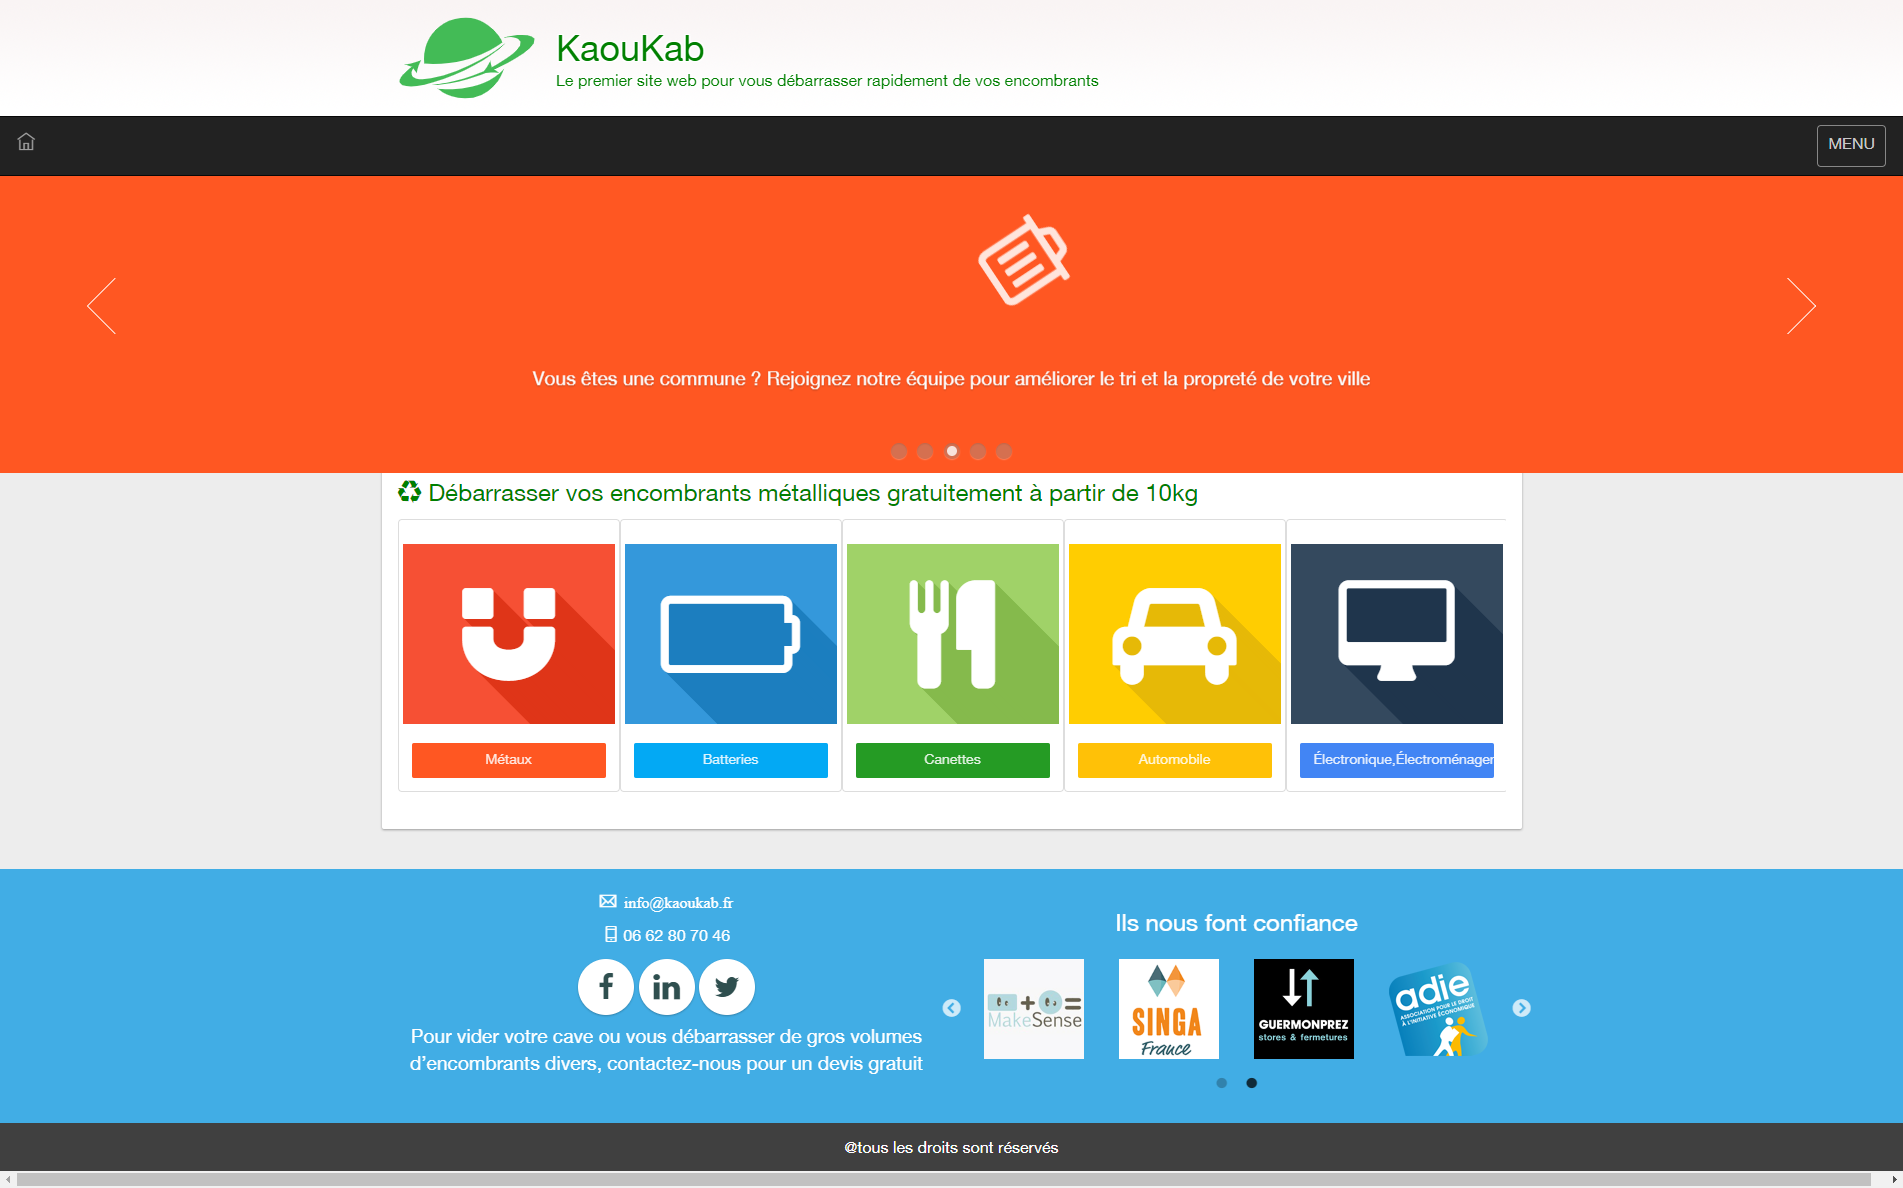 KaouKab
Le premier site web pour vous débarrasser rapidement de vos encombrants
MENU
Vous êtes une commune ? Rejoignez notre équipe pour améliorer le tri et la propreté de votre ville
Débarrasser vos encombrants métalliques gratuitement à partir de 10kg
Métaux
Batteries
Canettes
Automobile
Électronique,Électroménager
info@kaoukab.fr
06 62 80 70 46
Pour vider votre cave ou vous débarrasser de gros volumes
d’encombrants divers, contactez-nous pour un devis gratuit
Ils nous font confiance
MakeSense
SINGA
France
GUERMONPREZ
stores & fermetures
adie
ASSOCIATION POUR LE DROIT
À L'INITIATIVE ÉCONOMIQUE
@tous les droits sont réservés